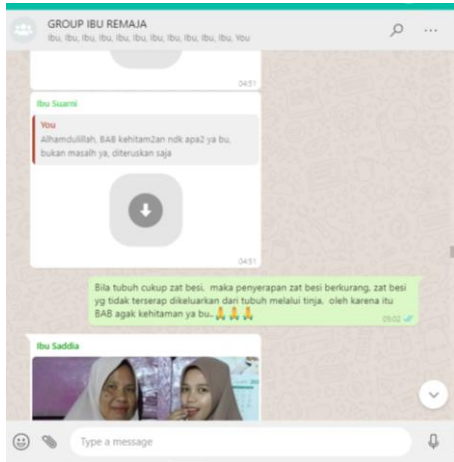 GROUP IBU REMAJA
Ibu, Ibu, Ibu, Ibu, Ibu, Ibu, Ibu, Ibu, Ibu, Ibu, Ibu, You
04:51
Ibu Suarni
You
Alhamdulillah, BAB kehitam2an ndk apa2 ya bu,
bukan masalh ya, diteruskan saja
04:51
Bila tubuh cukup zat besi, maka penyerapan zat besi berkurang, zat besi
yg tidak terserap dikeluarkan dari tubuh melalui tinja, oleh karena itu
BAB agak kehitaman ya bu..🙏🙏🙏
09:02
Ibu Saddia
Type a message